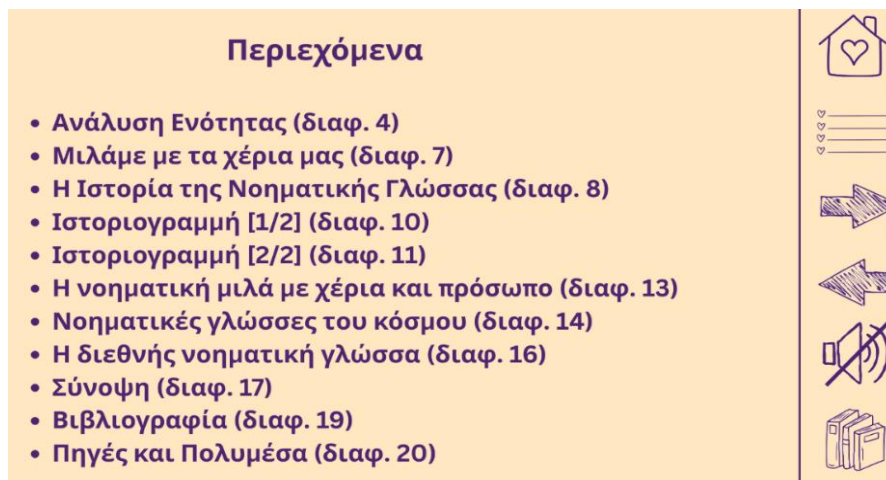 Περιεχόμενα
• Ανάλυση Ενότητας (διαφ. 4)
• Μιλάμε με τα χέρια μας (διαφ. 7)
• Η Ιστορία της Νοηματικής Γλώσσας (διαφ. 8)
• Ιστοριογραμμή [1/2] (διαφ. 10)
• Ιστοριογραμμή [2/2] (διαφ. 11)
• Η νοηματική μιλά με χέρια και πρόσωπο (διαφ. 13)
• Νοηματικές γλώσσες του κόσμου (διαφ. 14)
• Η διεθνής νοηματική γλώσσα (διαφ. 16)
• Σύνοψη (διαφ. 17)
• Βιβλιογραφία (διαφ. 19)
• Πηγές και Πολυμέσα (διαφ. 20)